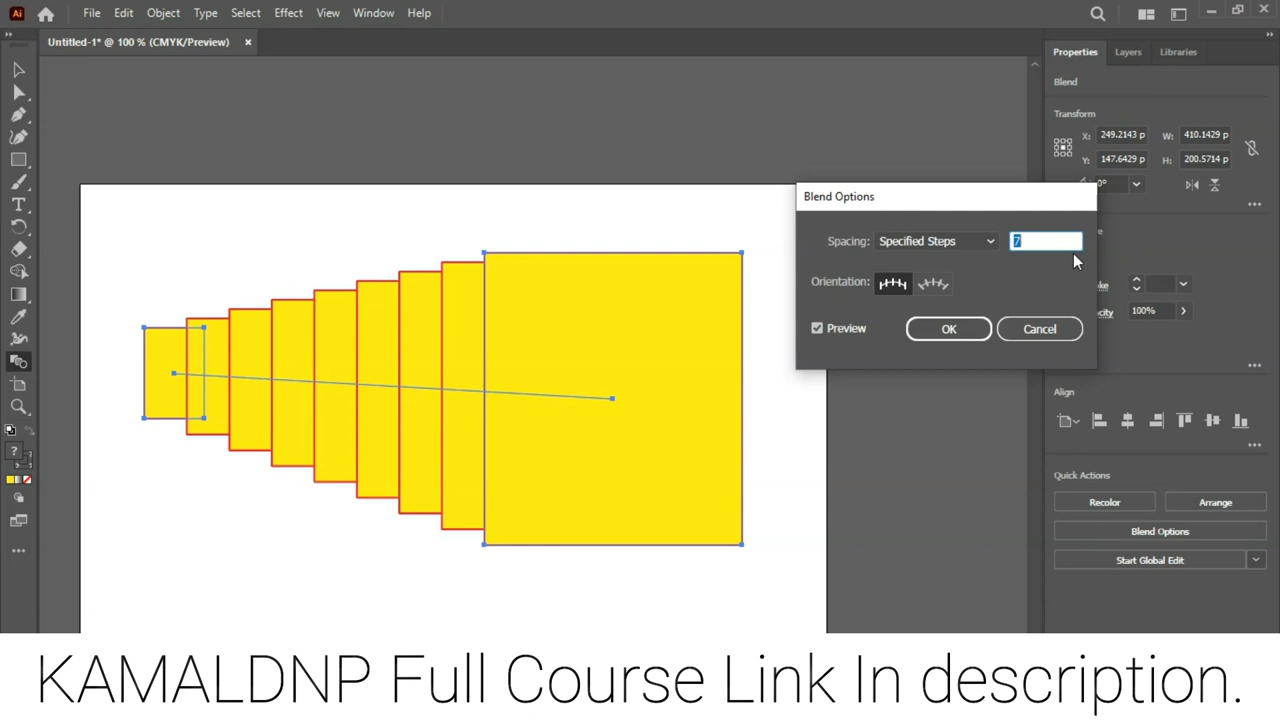 Ai File Edit Object Type Select Effect View Window Help
Untitled-1* @ 100 % (CMYK/Preview)
Properties Layers Libraries
Blend
Transform
X: 249.2143 p W: 410.1429 p
Y: 147.6429 p H: 200.5714 p
0°
Blend Options
Spacing: Specified Steps 7
Orientation:
Preview OK Cancel
100%
Align
Quick Actions
Recolor Arrange
Blend Options
Start Global Edit
KAMALDNP Full Course Link In description.